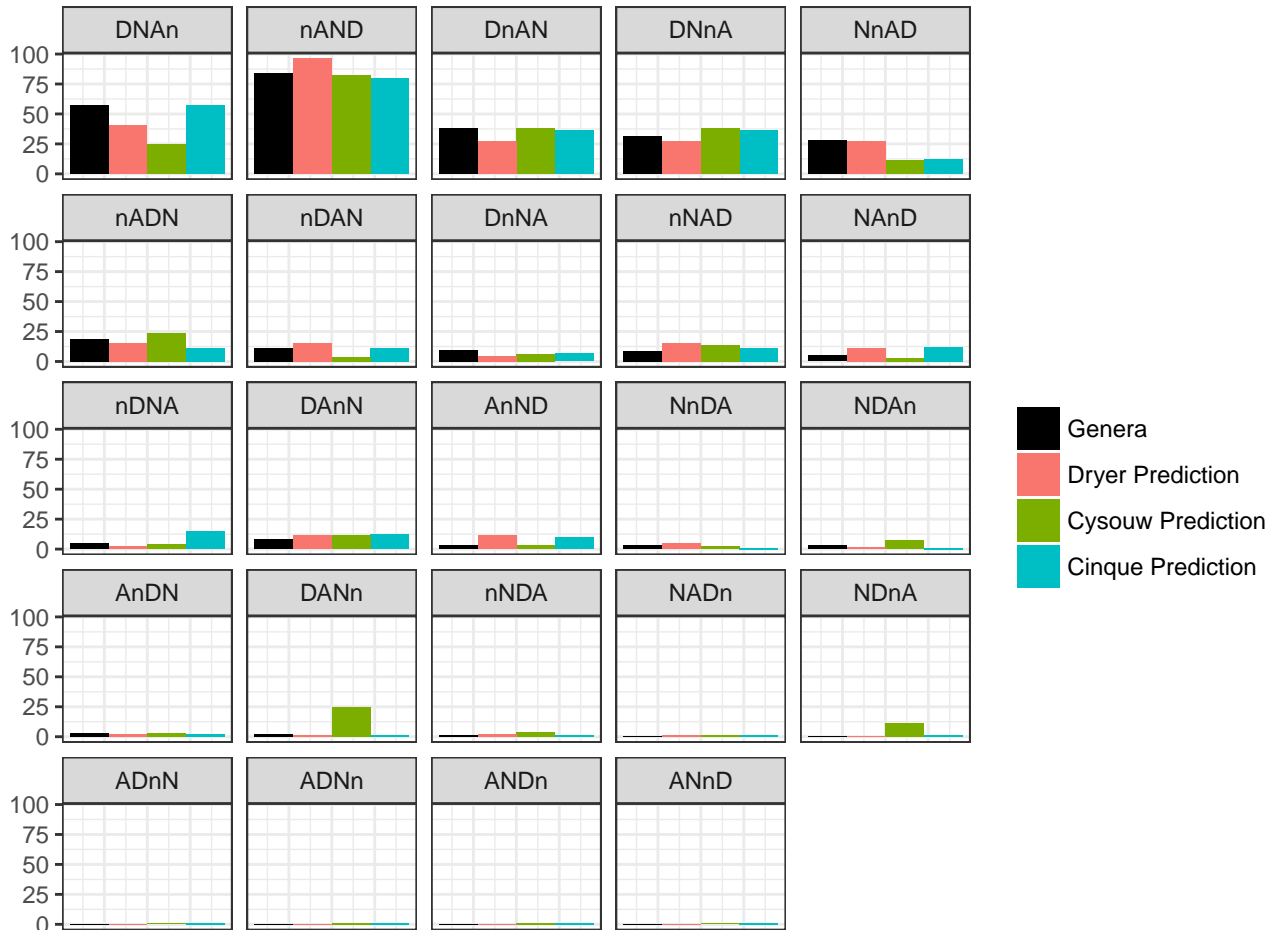 DNAn nAND DnAN DNnA NnAD
100
75
50
25
0
nADN nDAN DnNA nNAD NAnD
100
75
50
25
0
nDNA DAnN AnND NnDA NDAn
100
75
50
25
0
Genera
Dryer Prediction
Cysouw Prediction
Cinque Prediction
AnDN DANn nNDA NADn NDnA
100
75
50
25
0
ADnN ADNn ANDn ANnD
100
75
50
25
0